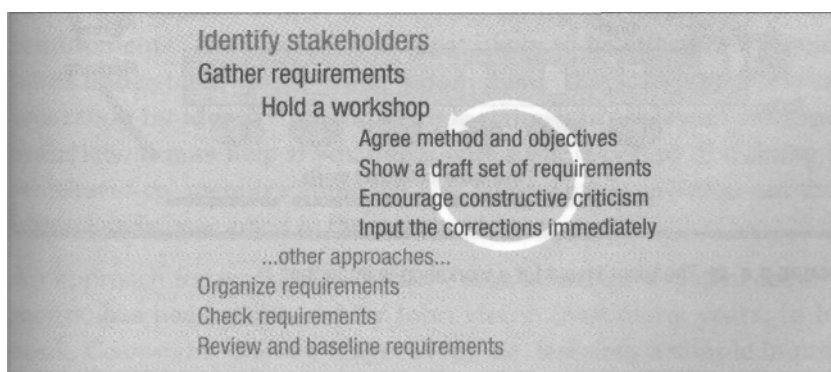 Identify stakeholders
Gather requirements
Hold a workshop
Agree method and objectives
Show a draft set of requirements
Encourage constructive criticism
Input the corrections immediately
...other approaches...
Organize requirements
Check requirements
Review and baseline requirements